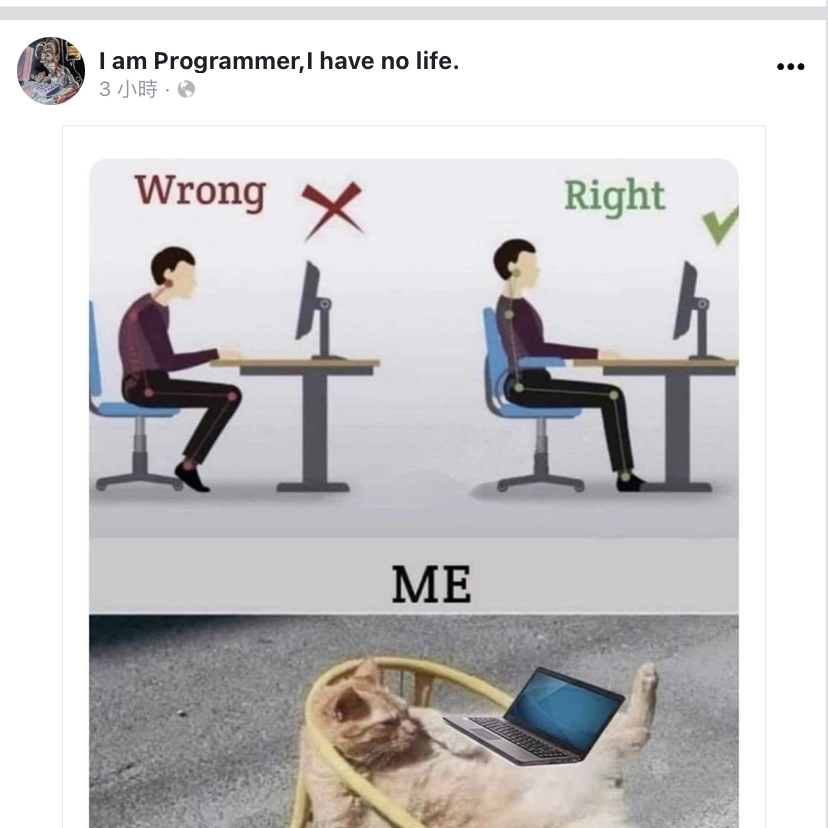 I am Programmer,I have no life.
3 小時 ·
Wrong
Right
ME